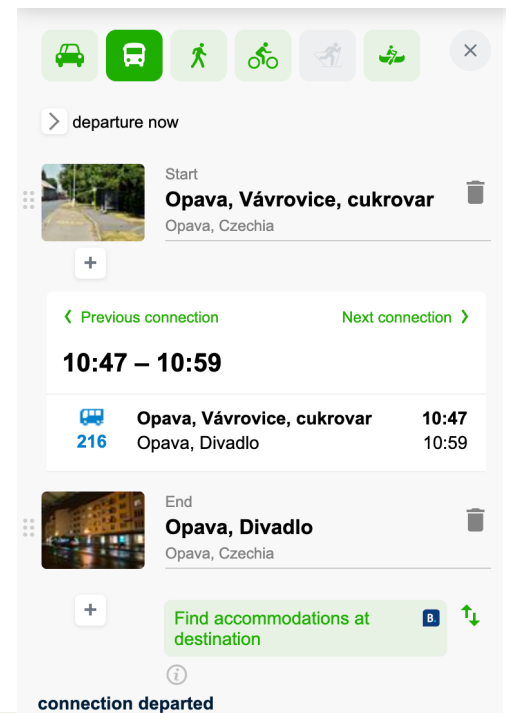 departure now
Start
Opava, Vávrovice, cukrovar
Opava, Czechia
+
Previous connection Next connection
10:47 – 10:59
Opava, Vávrovice, cukrovar 10:47
216 Opava, Divadlo 10:59
End
Opava, Divadlo
Opava, Czechia
+
Find accommodations at B.
destination
i
connection departed